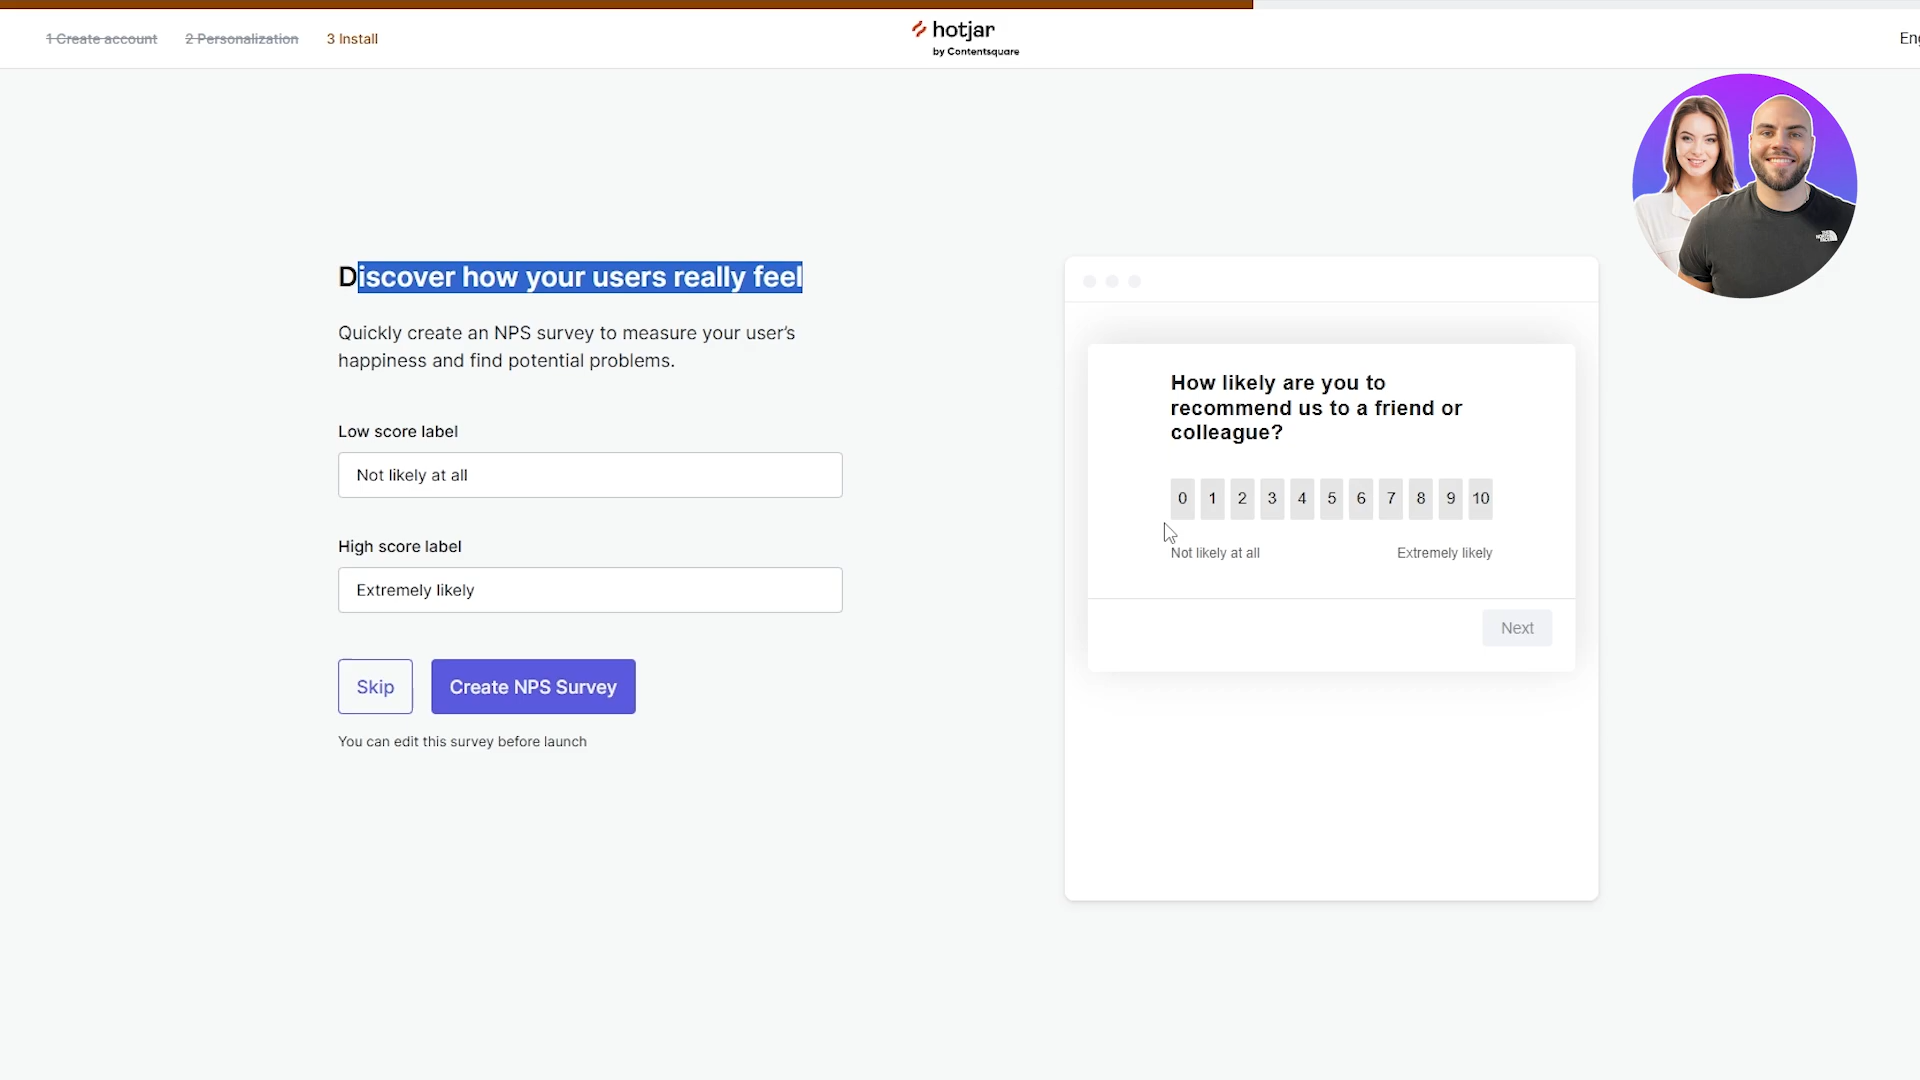 1 Create account
2 Personalization
3 Install
hotjar
by Contentsquare
Eng
Discover how your users really feel
Quickly create an NPS survey to measure your user's
happiness and find potential problems.
Low score label
Not likely at all
High score label
Extremely likely
Skip
Create NPS Survey
You can edit this survey before launch
How likely are you to
recommend us to a friend or
colleague?
0 1 2 3 4 5 6 7 8 9 10
Not likely at all
Extremely likely
Next